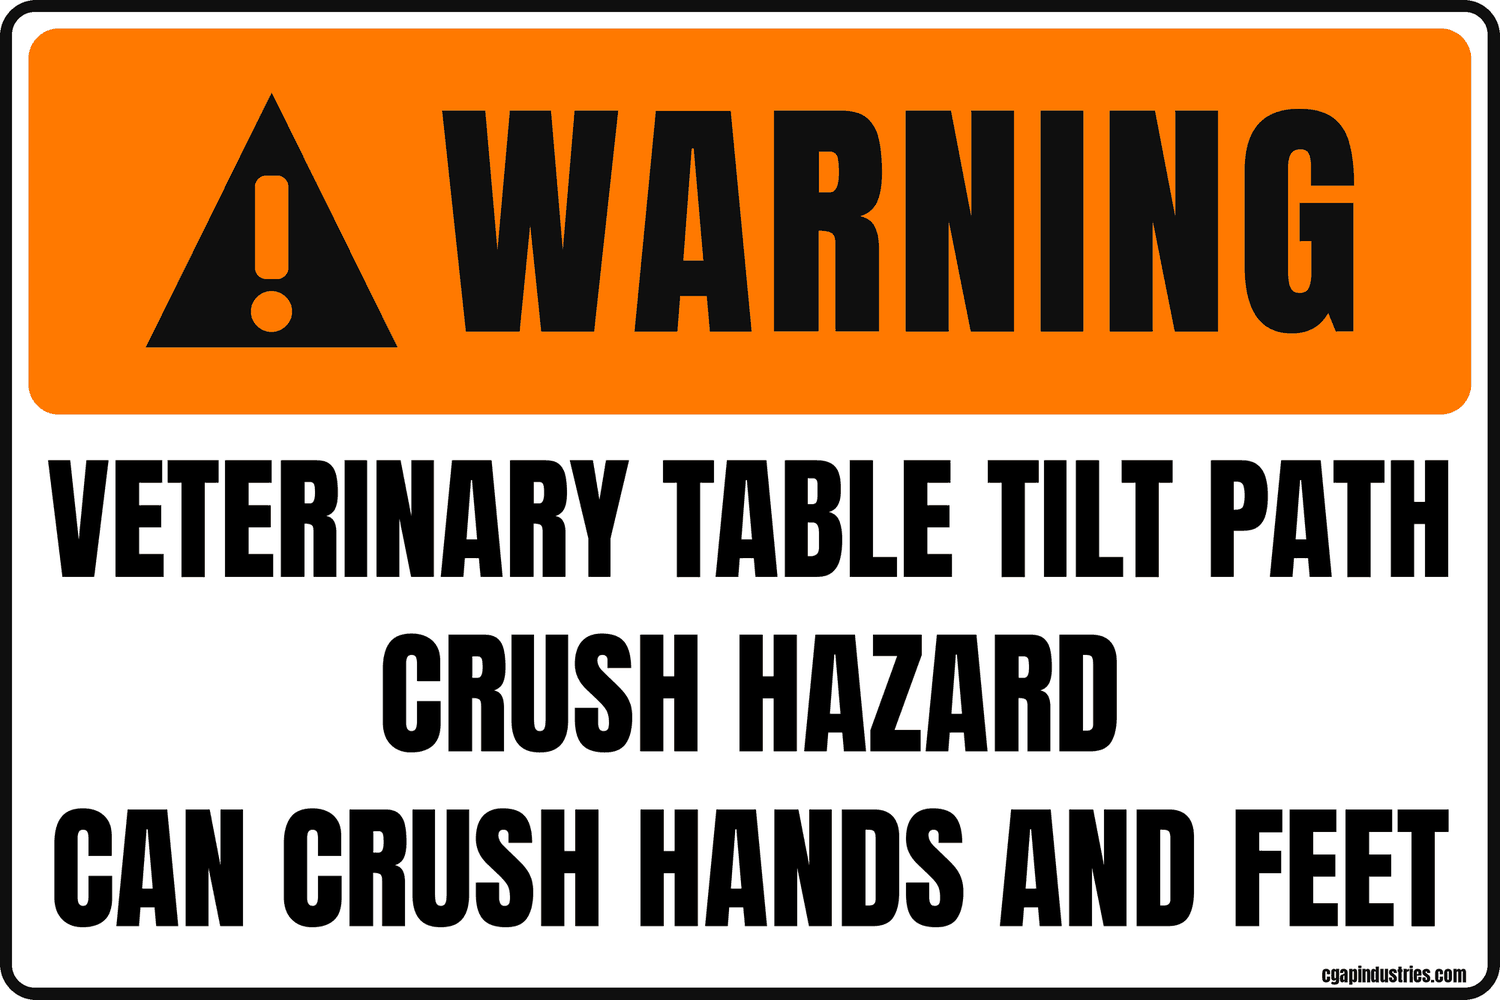 WARNING
VETERINARY TABLE TILT PATH
CRUSH HAZARD
CAN CRUSH HANDS AND FEET
cgapindustries.com